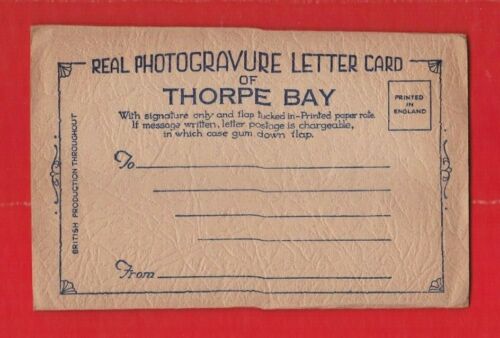 REAL PHOTOGRAVURE LETTER CARD
OF
THORPE BAY
PRINTED
IN
ENGLAND
With signature only and flap tucked in-Printed paper rate.
If message written, letter postage is chargeable,
in which case gum down flap.
BRITISH PRODUCTION THROUGHOUT
To
From